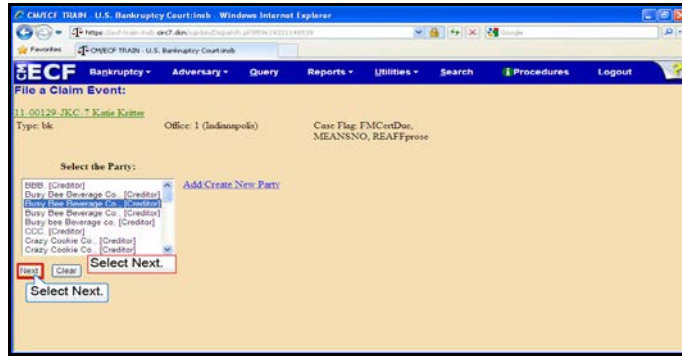 CM/ECF TRAIN - U.S. Bankruptcy Court:insb - Windows Internet Explorer
Google
Favorites
CM/ECF TRAIN - U.S. Bankruptcy Court:insb
ECF Bankruptcy Adversary Query Reports Utilities Search Procedures Logout
File a Claim Event:
11-00129-JKC-7 Katie Kritter
Type: bk Office: 1 (Indianapolis) Case Flag: FMCertDue,
MEANSNO, REAFFprose
Select the Party:
BBB, [Creditor] Add/Create New Party
Busy Bee Beverage Co., [Creditor]
Busy Bee Beverage Co., [Creditor]
Busy Bee Beverage Co., [Creditor]
Busy bee Beverage co, [Creditor]
CCC, [Creditor]
Crazy Cookie Co., [Creditor]
Crazy Cookie Co., [Creditor]
Next Clear Select Next.
Select Next.